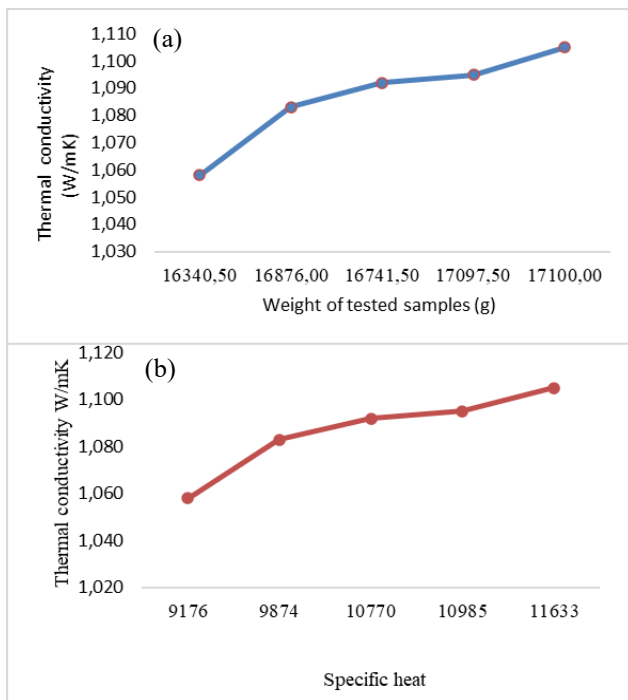 (a)
Thermal conductivity
(W/mK)
1,110
1,100
1,090
1,080
1,070
1,060
1,050
1,040
1,030
16340,50 16876,00 16741,50 17097,50 17100,00
Weight of tested samples (g)
(b)
Thermal conductivity W/mK
1,120
1,100
1,080
1,060
1,040
1,020
9176 9874 10770 10985 11633
Specific heat